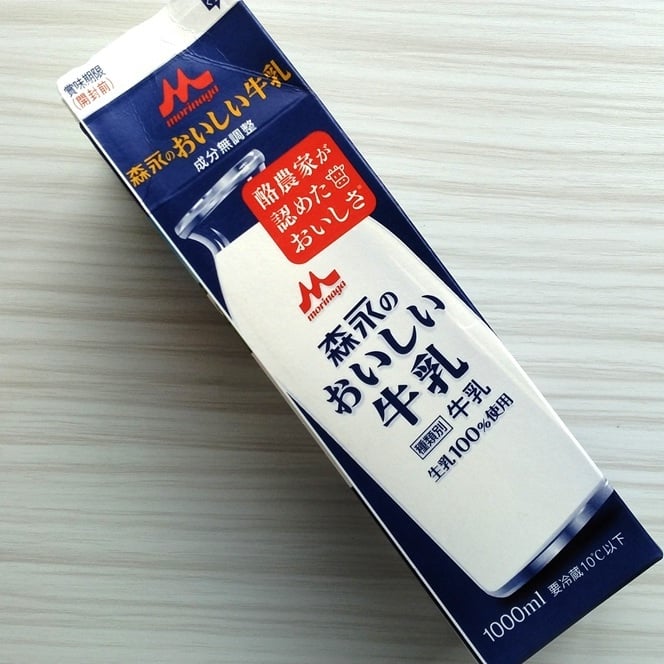 賞味期限
(開封前)
morinaga
森永のおいしい牛乳
成分無調整
酪農家が
認めた
おいしさ
morinaga
森永の
おいしい
牛乳
種類別 牛乳
生乳100%使用
1000ml 要冷蔵10℃以下